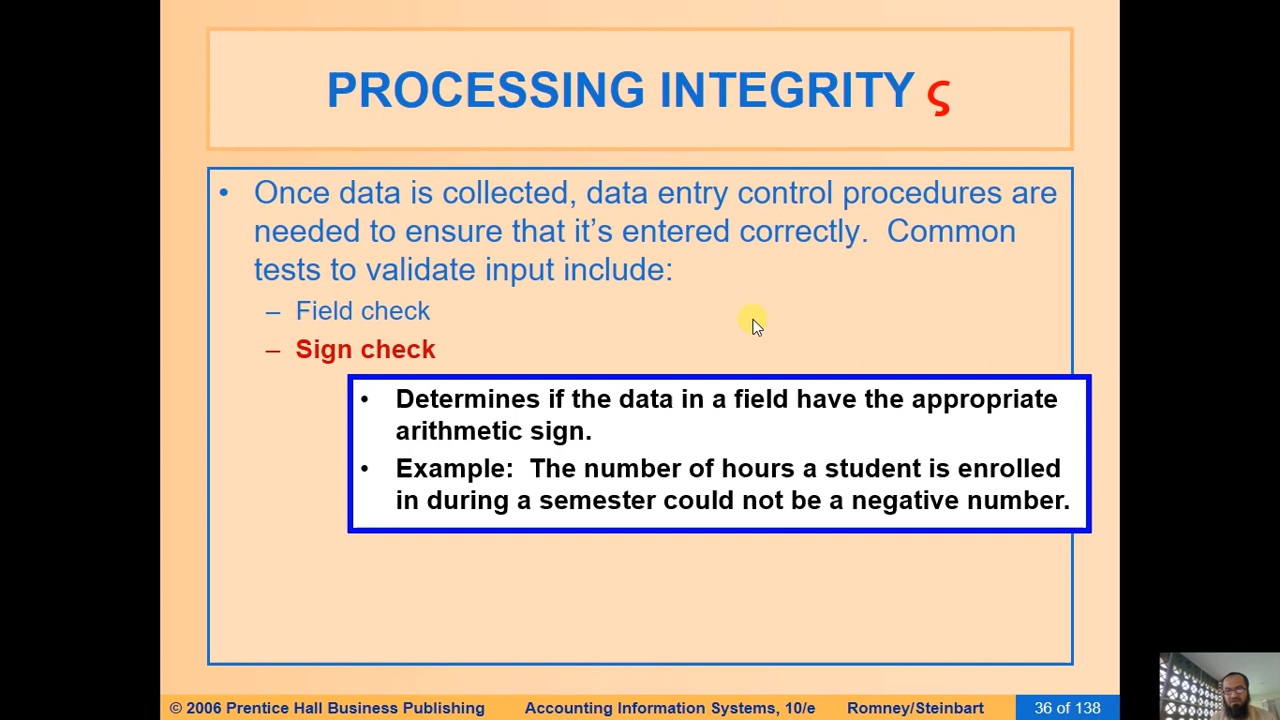 PROCESSING INTEGRITY ς
• Once data is collected, data entry control procedures are
needed to ensure that it’s entered correctly.  Common
tests to validate input include:
– Field check
– Sign check
• Determines if the data in a field have the appropriate
arithmetic sign.
• Example:  The number of hours a student is enrolled
in during a semester could not be a negative number.
© 2006 Prentice Hall Business Publishing Accounting Information Systems, 10/e Romney/Steinbart 36 of 138